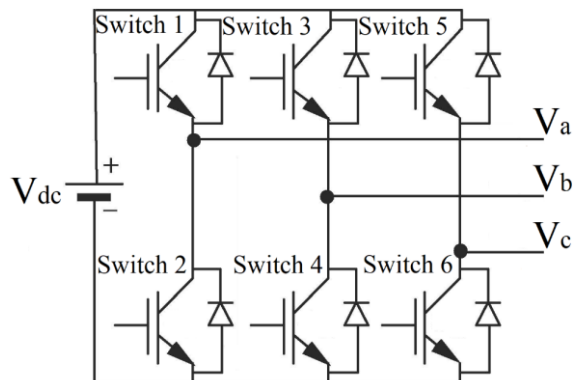 Switch 1 Switch 3 Switch 5
Va
+
Vdc
Vb
−
Vc
Switch 2 Switch 4 Switch 6